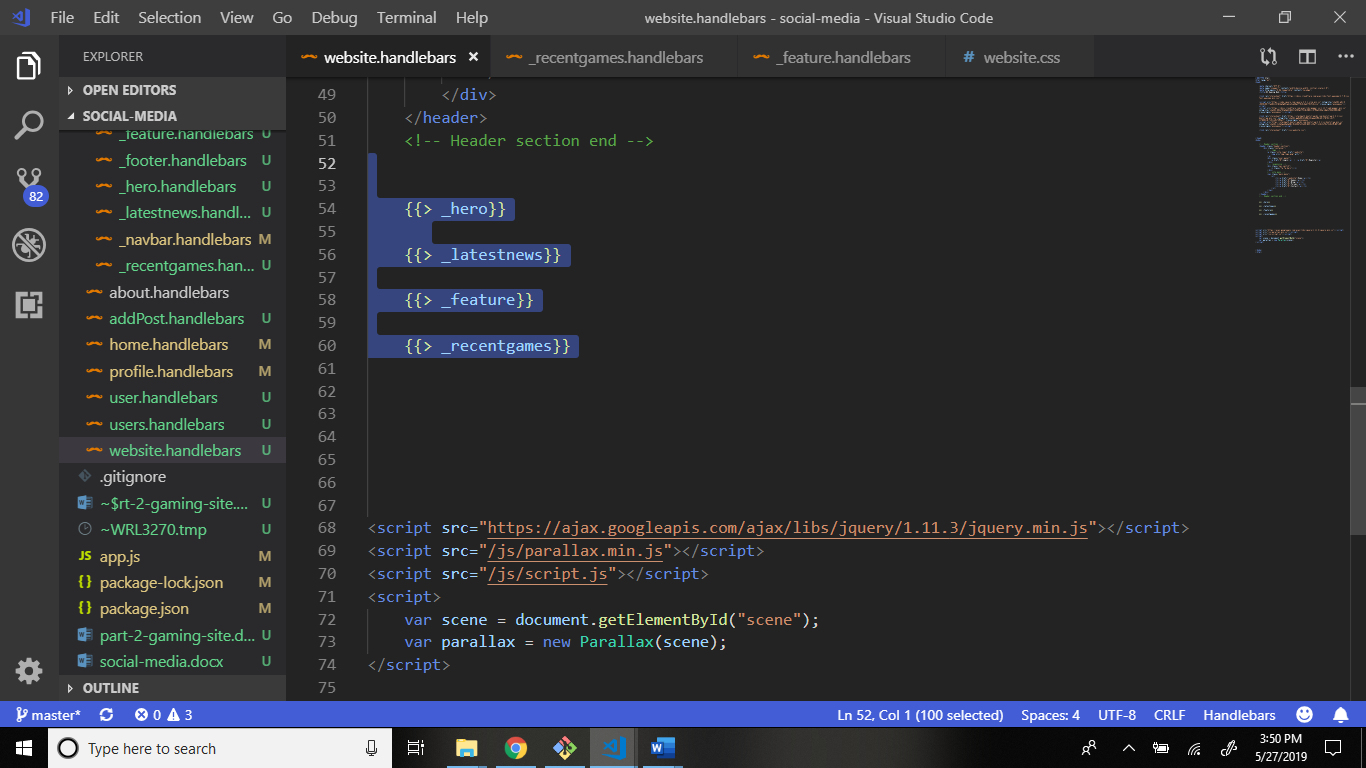 File Edit Selection View Go Debug Terminal Help
website.handlebars - social-media - Visual Studio Code
EXPLORER
website.handlebars
_recentgames.handlebars
_feature.handlebars
# website.css
OPEN EDITORS
SOCIAL-MEDIA
_feature.handlebars U
_footer.handlebars U
_hero.handlebars U
_latestnews.handl... U
_navbar.handlebars M
_recentgames.han... U
about.handlebars
addPost.handlebars U
home.handlebars M
profile.handlebars M
user.handlebars U
users.handlebars U
website.handlebars U
.gitignore
~$rt-2-gaming-site.... U
~WRL3270.tmp U
JS app.js M
{} package-lock.json M
{} package.json M
part-2-gaming-site.d... U
social-media.docx U
OUTLINE
82
49 </div>
50 </header>
51 <!-- Header section end -->
52
53
54 {{> _hero}}
55
56 {{> _latestnews}}
57
58 {{> _feature}}
59
60 {{> _recentgames}}
61
62
63
64
65
66
67
68 <script src="https://ajax.googleapis.com/ajax/libs/jquery/1.11.3/jquery.min.js"></script>
69 <script src="/js/parallax.min.js"></script>
70 <script src="/js/script.js"></script>
71 <script>
72 var scene = document.getElementById("scene");
73 var parallax = new Parallax(scene);
74 </script>
75
master* 0 3
Ln 52, Col 1 (100 selected) Spaces: 4 UTF-8 CRLF Handlebars
Type here to search
3:50 PM
5/27/2019